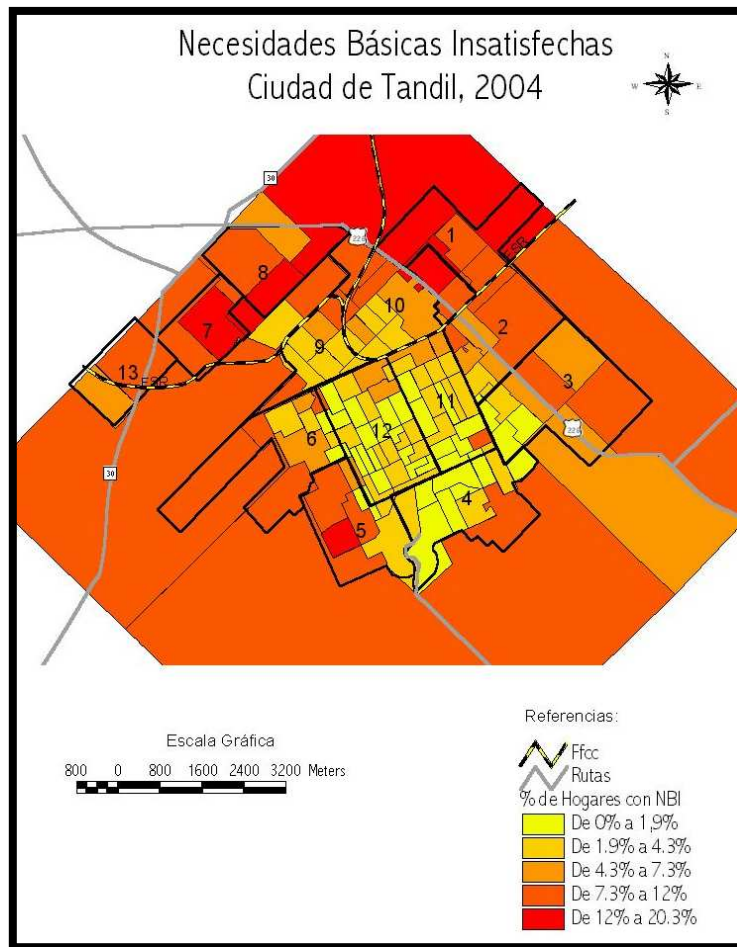 Necesidades Básicas Insatisfechas
Ciudad de Tandil, 2004
N
W E
S
30
226
1
ESR
8
10
7
2
9
13
ESR
3
11
12
6
226
30
4
5
Escala Gráfica
800 0 800 1600 2400 3200 Meters
Referencias:
Ffcc
Rutas
% de Hogares con NBI
De 0% a 1,9%
De 1.9% a 4.3%
De 4.3% a 7.3%
De 7.3% a 12%
De 12% a 20.3%